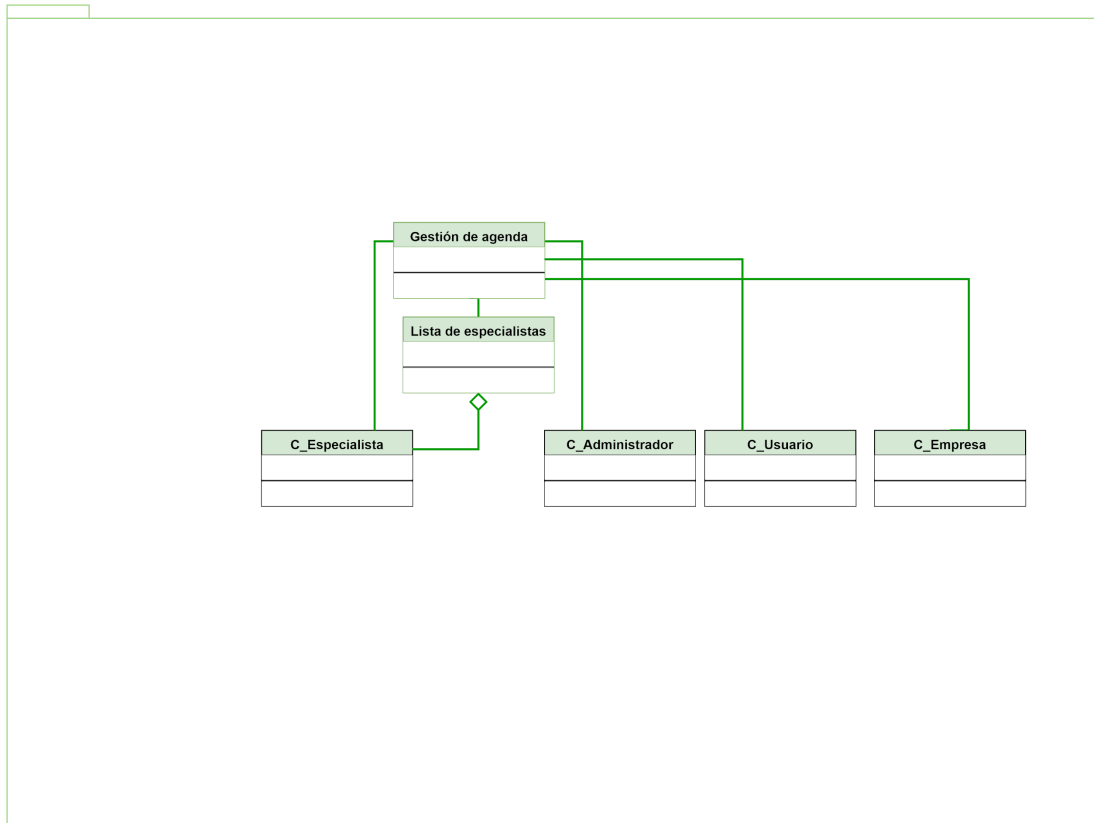 Gestión de agenda
Lista de especialistas
C_Especialista
C_Administrador
C_Usuario
C_Empresa